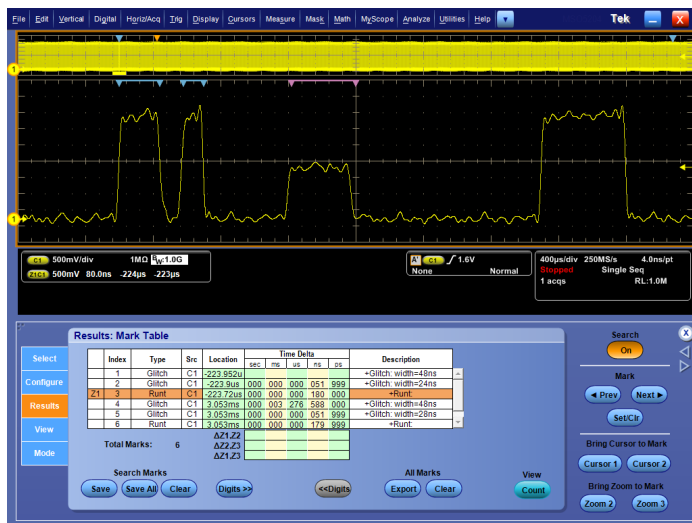 File Edit Vertical Digital Horiz/Acq Trig Display Cursors Measure Mask Math MyScope Analyze Utilities Help Tek X
1
1
C1 500mV/div 1MΩ BW:1.0G
Z1C1 500mV 80.0ns -224µs -223µs
A' C1 1.6V
None Normal
400µs/div 250MS/s 4.0ns/pt
Stopped Single Seq
1 acqs RL:1.0M
Results: Mark Table
Select
Configure
Results
View
Mode
Index Type Src Location Time Delta Description
sec ms us ns ps
1 Glitch C1 -223.952u +Glitch: width=48ns
2 Glitch C1 -223.9us 000 000 000 051 999 +Glitch: width=24ns
Z1 3 Runt C1 -223.72us 000 000 000 180 000 +Runt:
4 Glitch C1 3.053ms 000 003 276 588 000 +Glitch: width=48ns
5 Glitch C1 3.053ms 000 000 000 051 999 +Glitch: width=28ns
6 Runt C1 3.053ms 000 000 000 179 999 +Runt:
Total Marks: 6
ΔZ1.Z2
ΔZ2.Z3
ΔZ1.Z3
Search Marks
Save Save All Clear Digits >> <<Digits
All Marks
Export Clear
View
Count
Search
On
X
Mark
Prev Next
Set/Clr
Bring Cursor to Mark
Cursor 1 Cursor 2
Bring Zoom to Mark
Zoom 2 Zoom 3